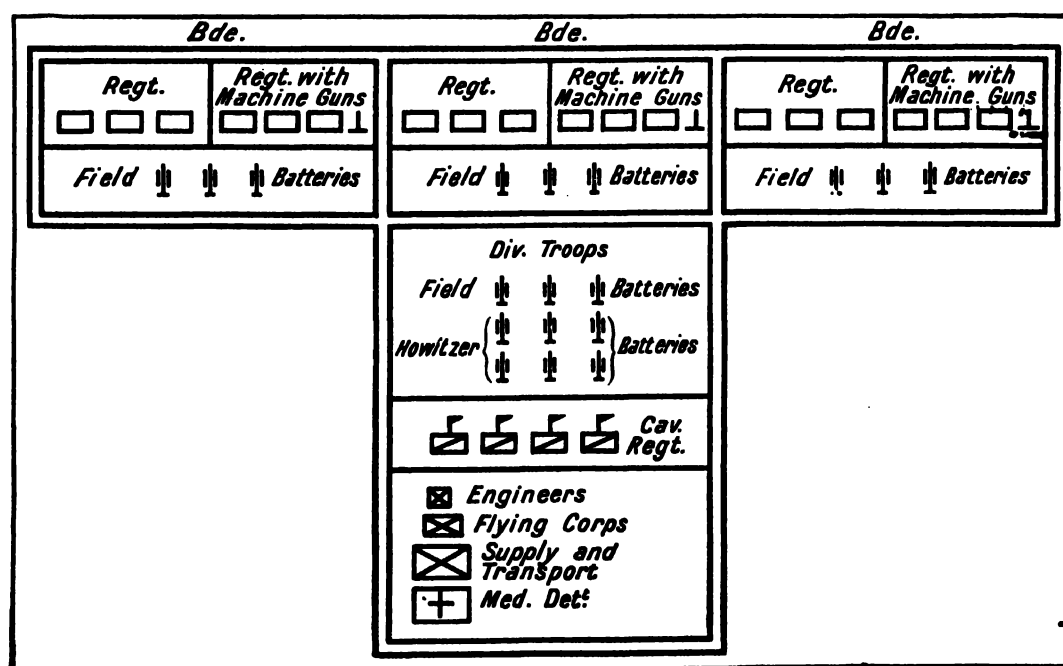 Bde.
Bde.
Bde.
Regt.
Regt. with
Machine Guns
Regt.
Regt. with
Machine Guns
Regt.
Regt. with
Machine Guns
Field Batteries
Field Batteries
Field Batteries
Div. Troops
Field Batteries
Howitzer Batteries
Cav.
Regt.
Engineers
Flying Corps
Supply and
Transport
Med. Dett.